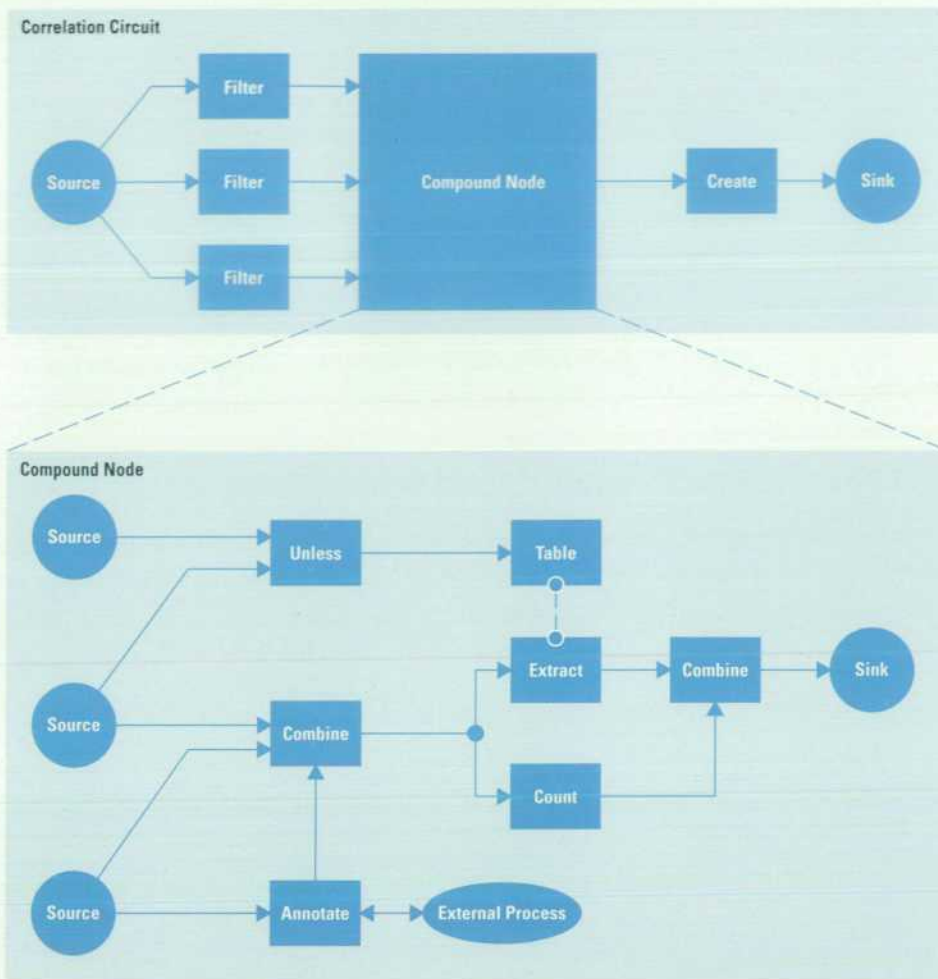 Correlation Circuit
Filter
Source
Filter
Compound Node
Create
Sink
Filter
Compound Node
Source
Unless
Table
Source
Combine
Extract
Combine
Sink
Count
Source
Annotate
External Process